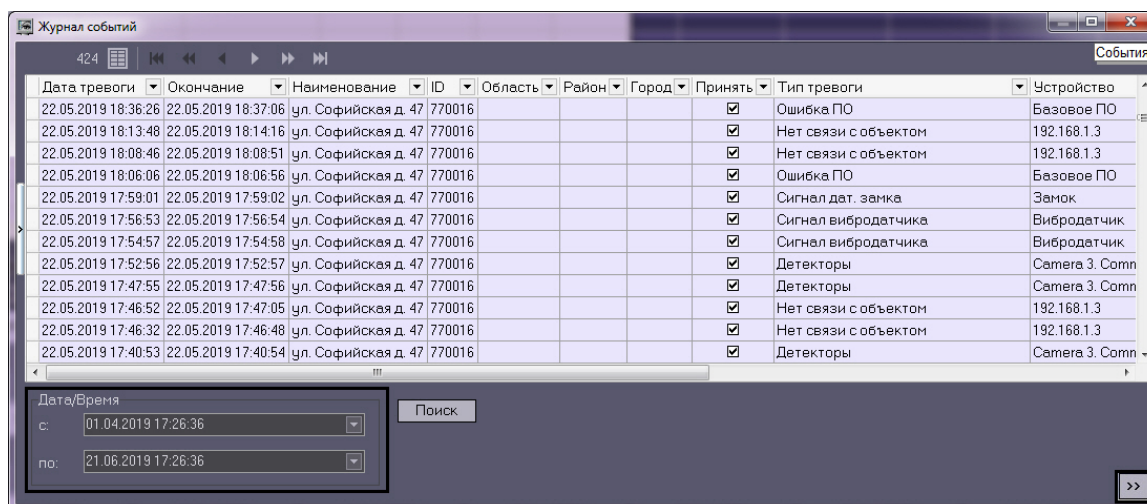 Журнал событий
424
События
Дата тревоги Окончание Наименование ID Область Район Город Принять Тип тревоги Устройство
22.05.2019 18:36:26 22.05.2019 18:37:06 ул. Софийская д. 47 770016 Ошибка ПО Базовое ПО
22.05.2019 18:13:48 22.05.2019 18:14:16 ул. Софийская д. 47 770016 Нет связи с объектом 192.168.1.3
22.05.2019 18:08:46 22.05.2019 18:08:51 ул. Софийская д. 47 770016 Нет связи с объектом 192.168.1.3
22.05.2019 18:06:06 22.05.2019 18:06:56 ул. Софийская д. 47 770016 Ошибка ПО Базовое ПО
22.05.2019 17:59:01 22.05.2019 17:59:02 ул. Софийская д. 47 770016 Сигнал дат. замка Замок
22.05.2019 17:56:53 22.05.2019 17:56:54 ул. Софийская д. 47 770016 Сигнал вибродатчика Вибродатчик
22.05.2019 17:54:57 22.05.2019 17:54:58 ул. Софийская д. 47 770016 Сигнал вибродатчика Вибродатчик
22.05.2019 17:52:56 22.05.2019 17:52:57 ул. Софийская д. 47 770016 Детекторы Camera 3. Comm
22.05.2019 17:47:55 22.05.2019 17:47:56 ул. Софийская д. 47 770016 Детекторы Camera 3. Comm
22.05.2019 17:46:52 22.05.2019 17:47:05 ул. Софийская д. 47 770016 Нет связи с объектом 192.168.1.3
22.05.2019 17:46:32 22.05.2019 17:46:48 ул. Софийская д. 47 770016 Нет связи с объектом 192.168.1.3
22.05.2019 17:40:53 22.05.2019 17:40:54 ул. Софийская д. 47 770016 Детекторы Camera 3. Comm
Дата/Время
с: 01.04.2019 17:26:36
Поиск
по: 21.06.2019 17:26:36
>>